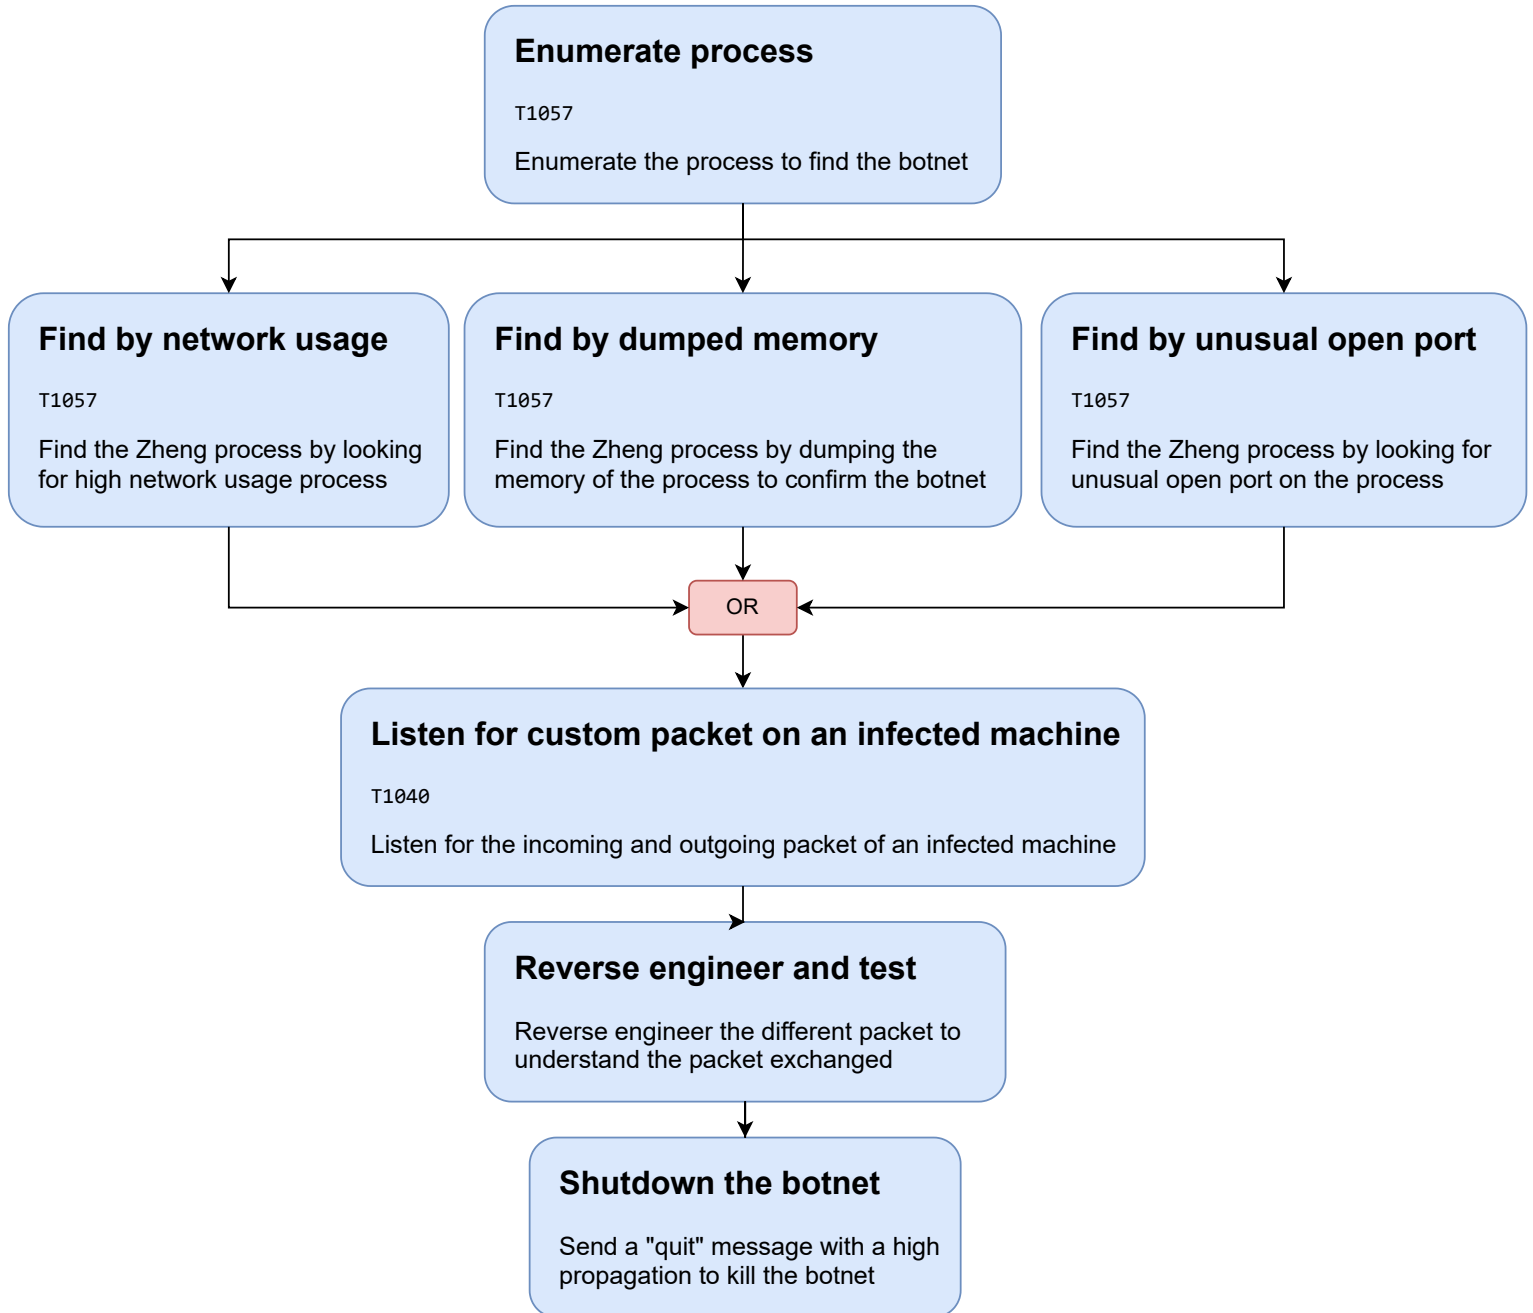 Enumerate process
T1057
Enumerate the process to find the botnet
Find by network usage
T1057
Find the Zheng process by looking
for high network usage process
Find by dumped memory
T1057
Find the Zheng process by dumping the
memory of the process to confirm the botnet
Find by unusual open port
T1057
Find the Zheng process by looking for
unusual open port on the process
OR
Listen for custom packet on an infected machine
T1040
Listen for the incoming and outgoing packet of an infected machine
Reverse engineer and test
Reverse engineer the different packet to
understand the packet exchanged
Shutdown the botnet
Send a "quit" message with a high
propagation to kill the botnet